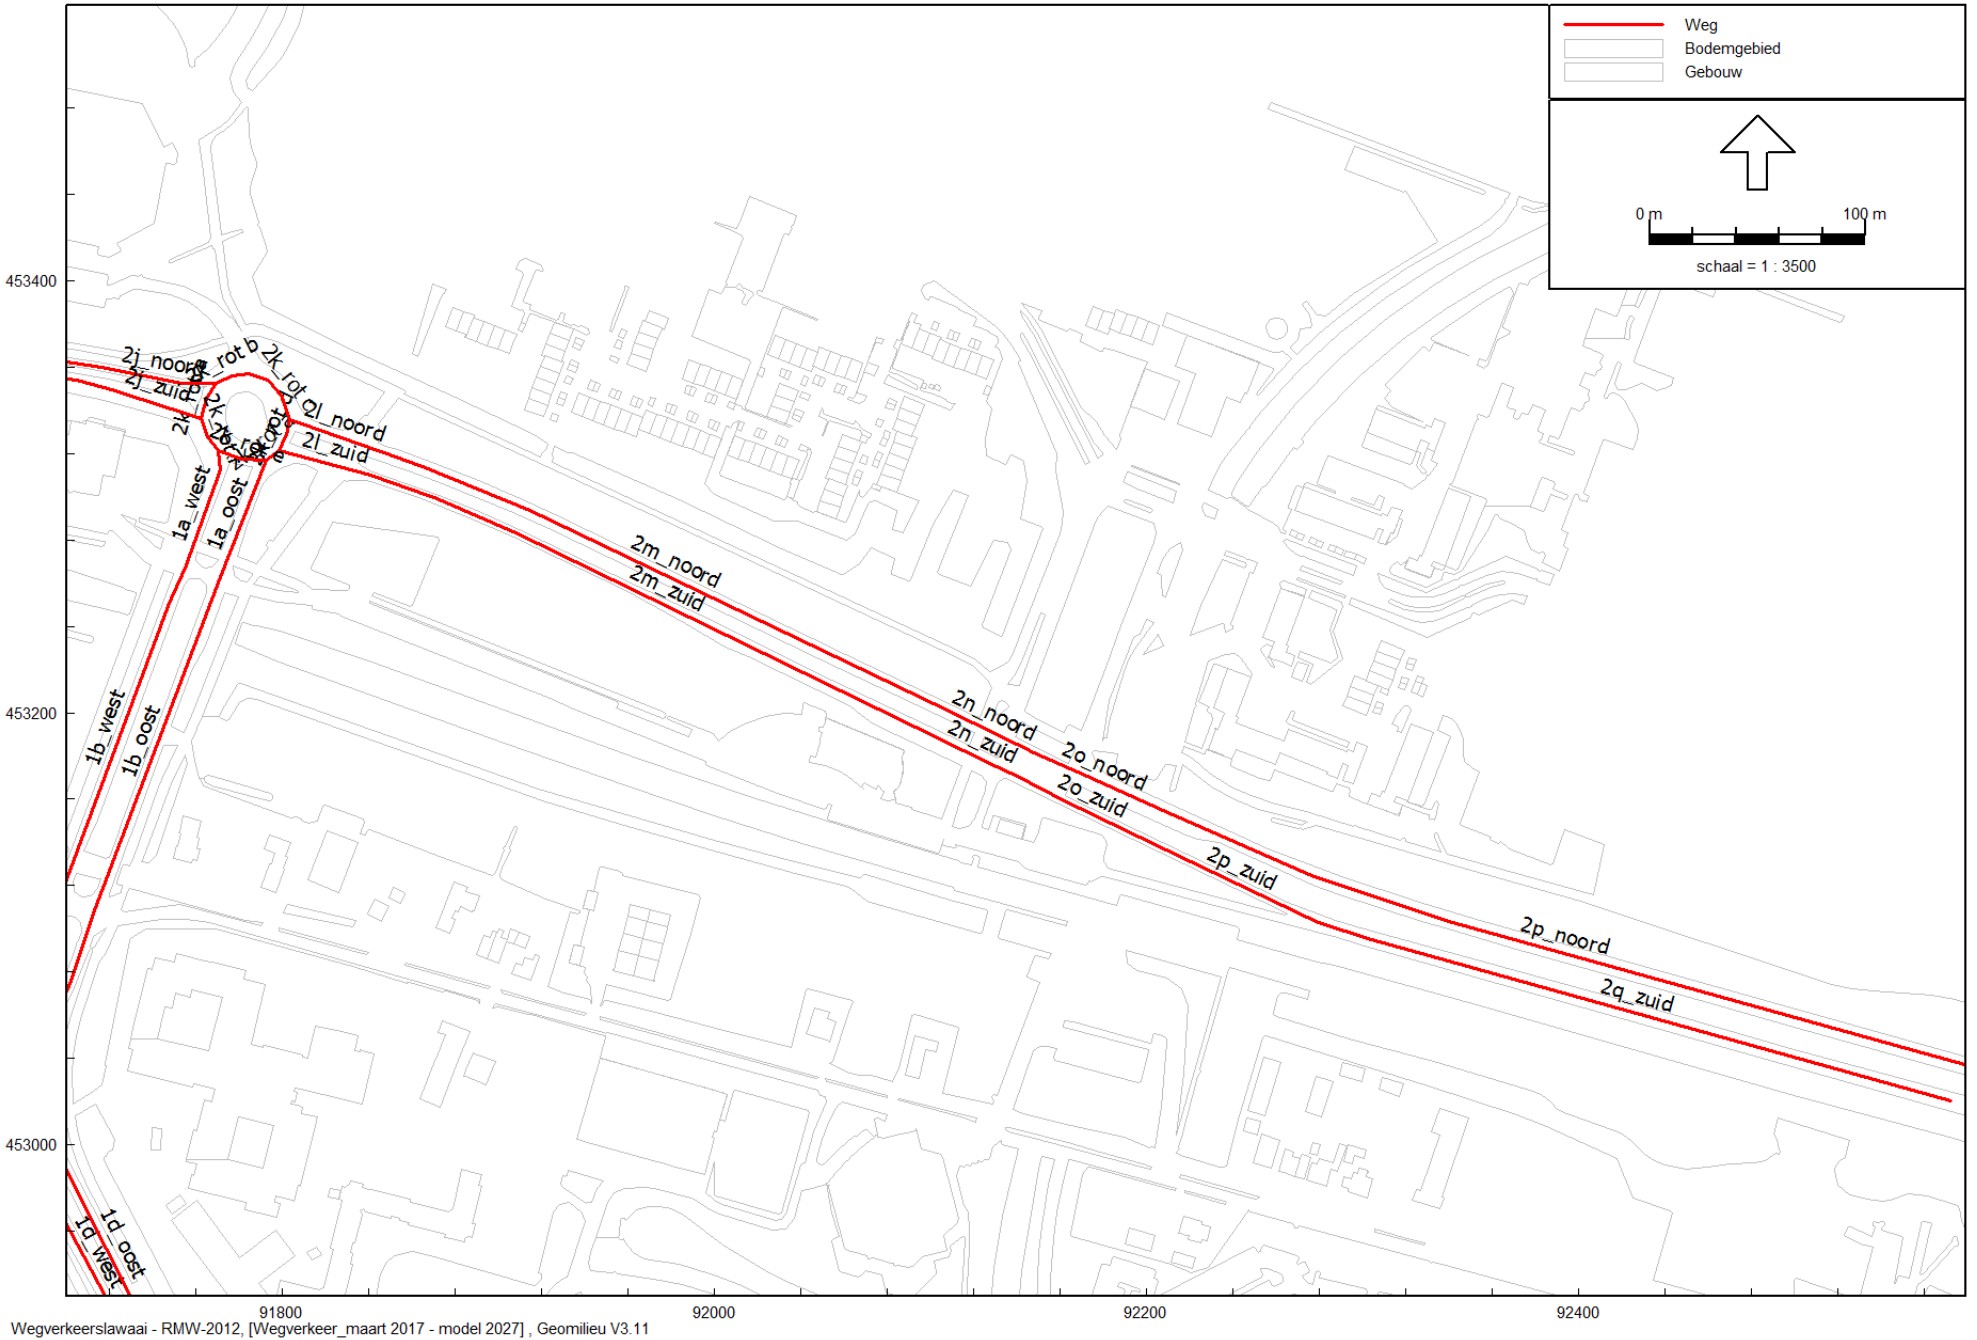 Weg
Bodemgebied
Gebouw
0 m 100 m
schaal = 1 : 3500
453400
453200
453000
2j_noord
2j_zuid
2k_rot c
2l_noord
2l_zuid
1a_west
1a_oost
2m_noord
2m_zuid
1b_west
1b_oost
2n_noord
2n_zuid
2o_noord
2o_zuid
2p_zuid
2p_noord
2q_zuid
1d_oost
1d_west
91800 92000 92200 92400
Wegverkeerslawaai - RMW-2012, [Wegverkeer_maart 2017 - model 2027] , Geomilieu V3.11